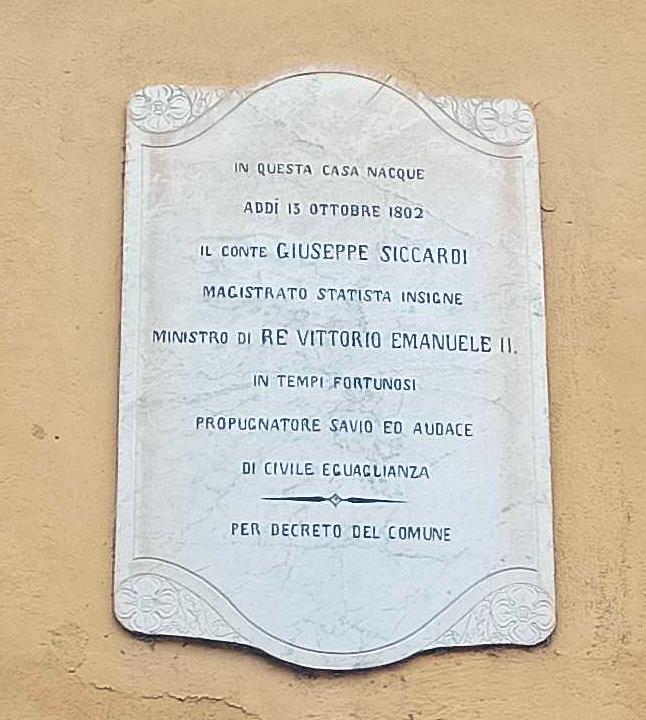 IN QUESTA CASA NACQUE
ADDÌ 13 OTTOBRE 1802
IL CONTE GIUSEPPE SICCARDI
MAGISTRATO STATISTA INSIGNE
MINISTRO DI RE VITTORIO EMANUELE II.
IN TEMPI FORTUNOSI
PROPUGNATORE SAVIO ED AUDACE
DI CIVILE EGUAGLIANZA
PER DECRETO DEL COMUNE